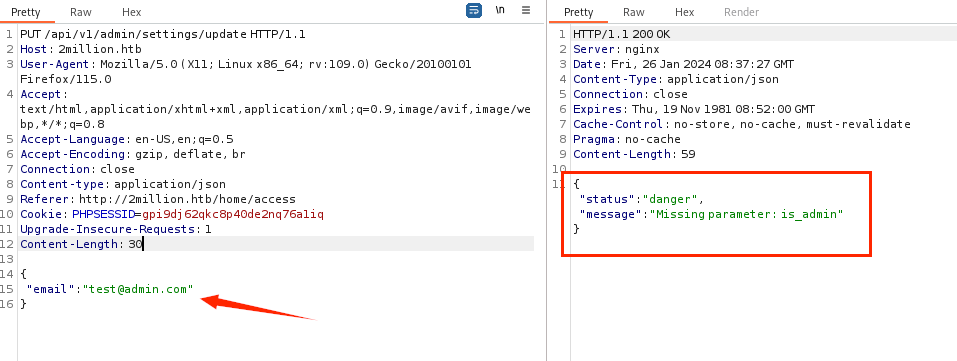 Pretty Raw Hex \n
1 PUT /api/v1/admin/settings/update HTTP/1.1
2 Host: 2million.htb
3 User-Agent: Mozilla/5.0 (X11; Linux x86_64; rv:109.0) Gecko/20100101
Firefox/115.0
4 Accept:
text/html,application/xhtml+xml,application/xml;q=0.9,image/avif,image/we
bp,*/*;q=0.8
5 Accept-Language: en-US,en;q=0.5
6 Accept-Encoding: gzip, deflate, br
7 Connection: close
8 Content-type: application/json
9 Referer: http://2million.htb/home/access
10 Cookie: PHPSESSID=gpi9dj62qkc8p40de2nq76a1iq
11 Upgrade-Insecure-Requests: 1
12 Content-Length: 30
13
14 {
15 "email":"test@admin.com"
16 }
Pretty Raw Hex Render
1 HTTP/1.1 200 OK
2 Server: nginx
3 Date: Fri, 26 Jan 2024 08:37:27 GMT
4 Content-Type: application/json
5 Connection: close
6 Expires: Thu, 19 Nov 1981 08:52:00 GMT
7 Cache-Control: no-store, no-cache, must-revalidate
8 Pragma: no-cache
9 Content-Length: 59
10
11 {
"status":"danger",
"message":"Missing parameter: is_admin"
}